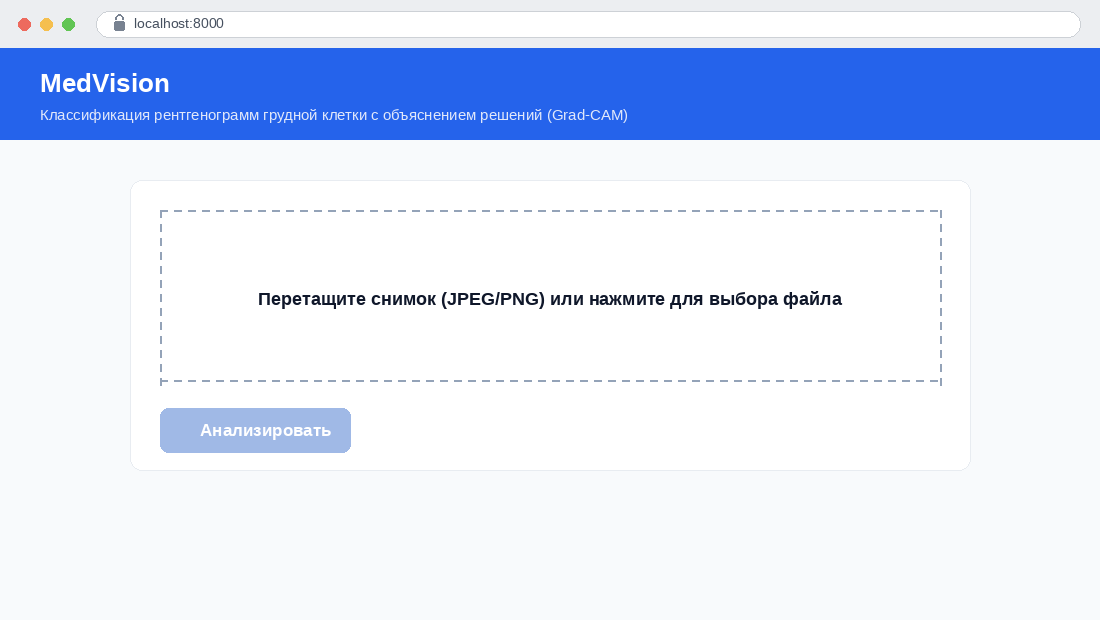 localhost:8000
MedVision
Классификация рентгенограмм грудной клетки с объяснением решений (Grad-CAM)
Перетащите снимок (JPEG/PNG) или нажмите для выбора файла
Анализировать